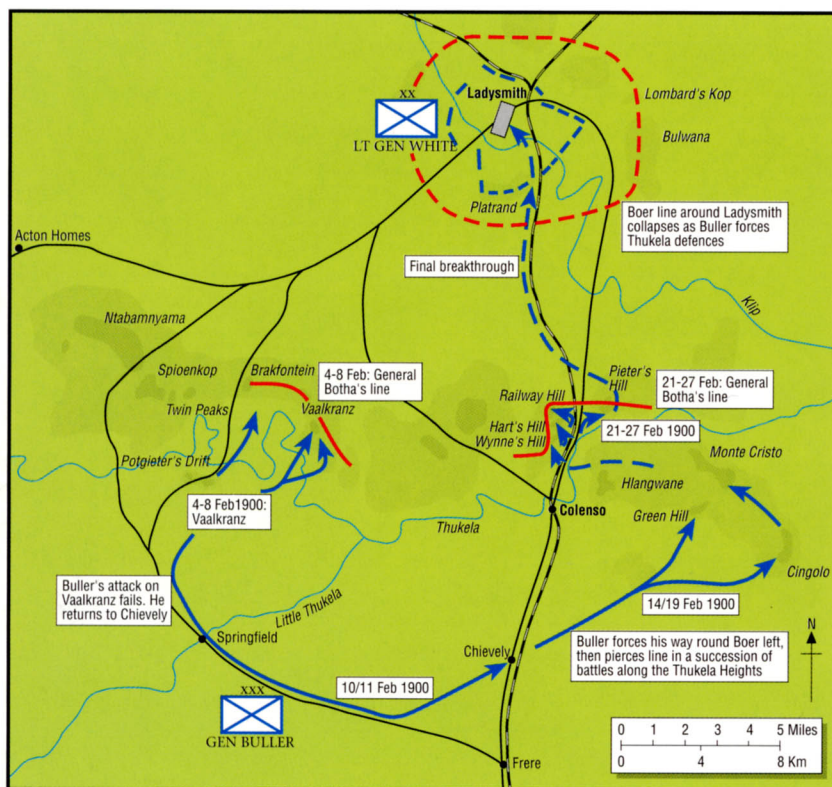 XX
LT GEN WHITE
Ladysmith
Lombard's Kop
Bulwana
Platrand
Boer line around Ladysmith
collapses as Buller forces
Thukela defences
Acton Homes
Final breakthrough
Klip
Ntabamnyama
Spioenkop
Brakfontein
4-8 Feb: General
Botha's line
Twin Peaks
Vaalkranz
Potgieter's Drift
Railway Hill
Pieter's
Hill
21-27 Feb: General
Botha's line
Hart's Hill
Wynne's Hill
21-27 Feb 1900
Monte Cristo
Hlangwane
4-8 Feb1900:
Vaalkranz
Thukela
Colenso
Green Hill
Cingolo
Buller's attack on
Vaalkranz fails. He
returns to Chievely
Little Thukela
14/19 Feb 1900
Springfield
Chievely
Buller forces his way round Boer left,
then pierces line in a succession of
battles along the Thukela Heights
N
10/11 Feb 1900
XXX
GEN BULLER
Frere
0 1 2 3 4 5 Miles
0 4 8 Km